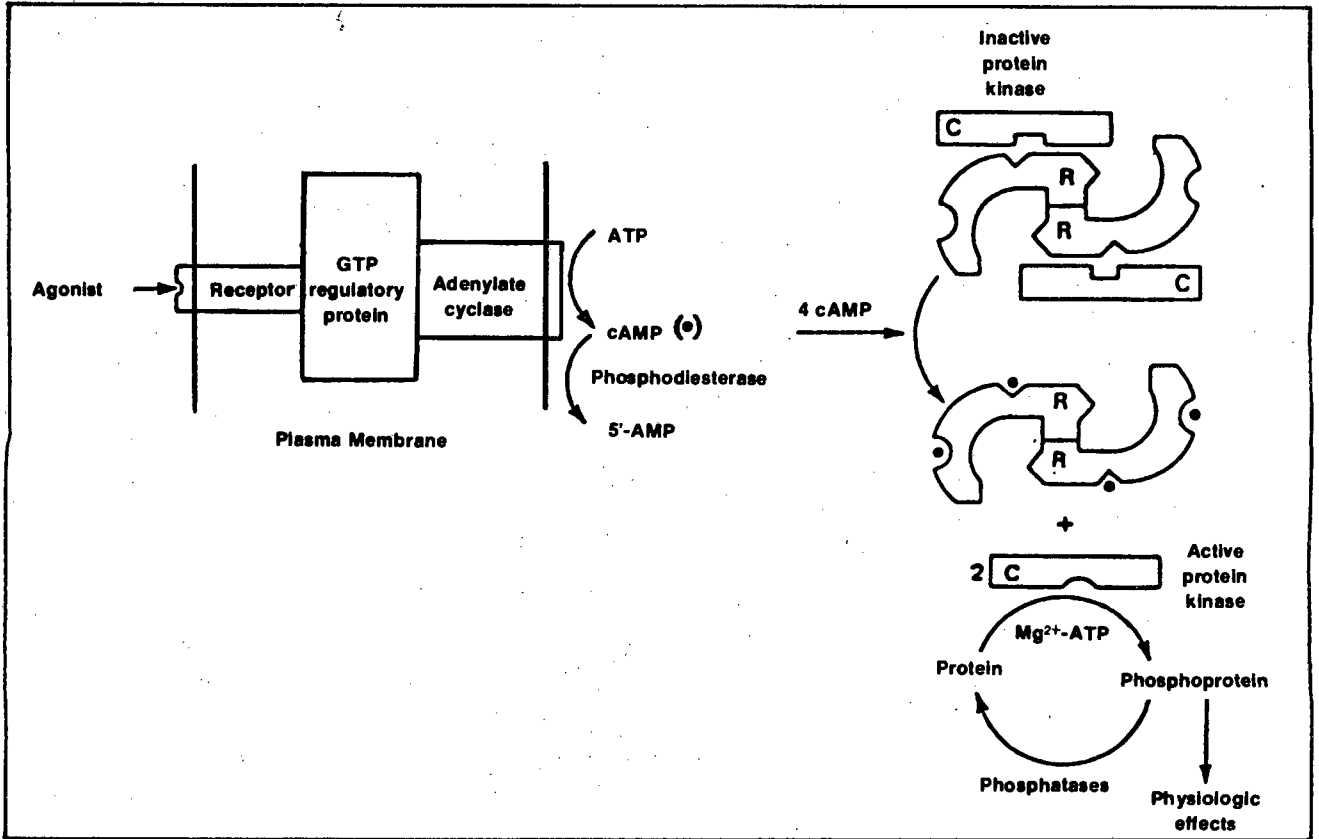 Agonist
Receptor
GTP
regulatory
protein
Adenylate
cyclase
Plasma Membrane
ATP
cAMP (•)
Phosphodiesterase
5'-AMP
4 cAMP
Inactive
protein
kinase
C
R
R
C
R
R
+
2 C
Active
protein
kinase
Mg²⁺-ATP
Protein
Phosphoprotein
Phosphatases
Physiologic
effects